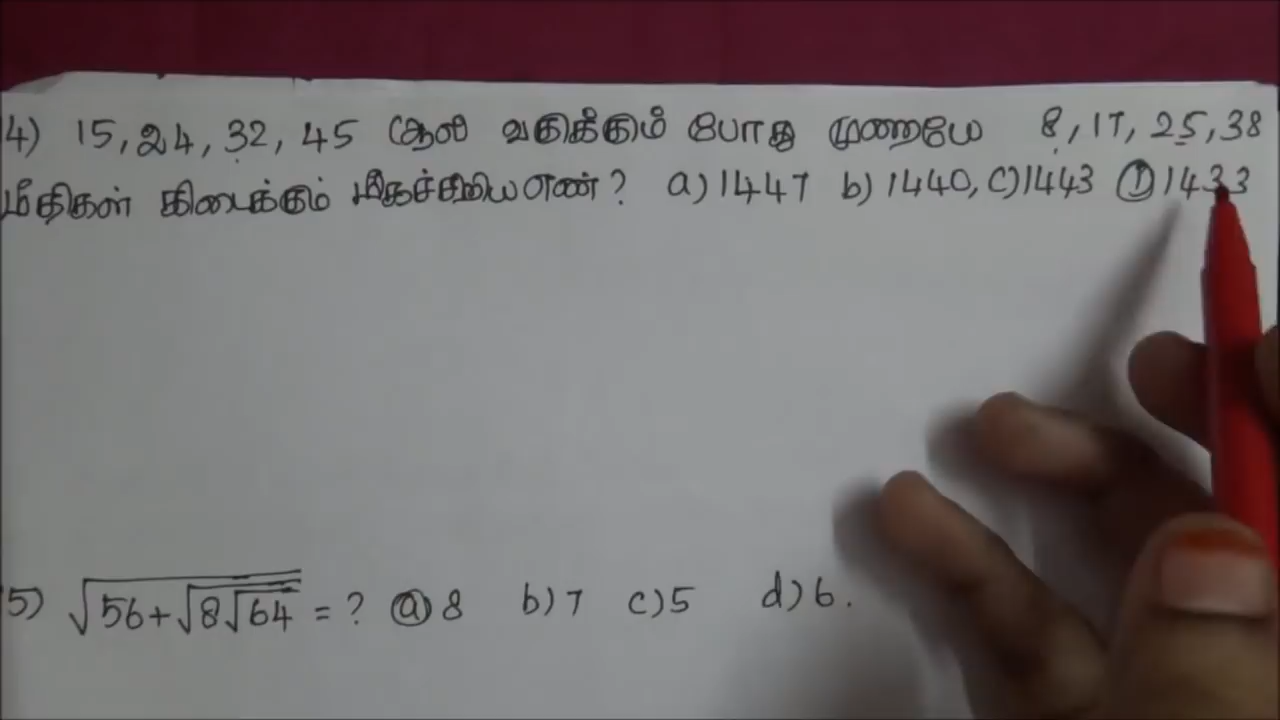 4) 15, 24, 32, 45 ஆல் வகுக்கும் போது முறையே 8, 17, 25, 38
மீதிகள் கிடைக்கும் மீச்சிறிய எண்? a) 1447 b) 1440, c) 1443 d) 1433
5) √56+√8√64 = ? a) 8 b) 7 c) 5 d) 6.